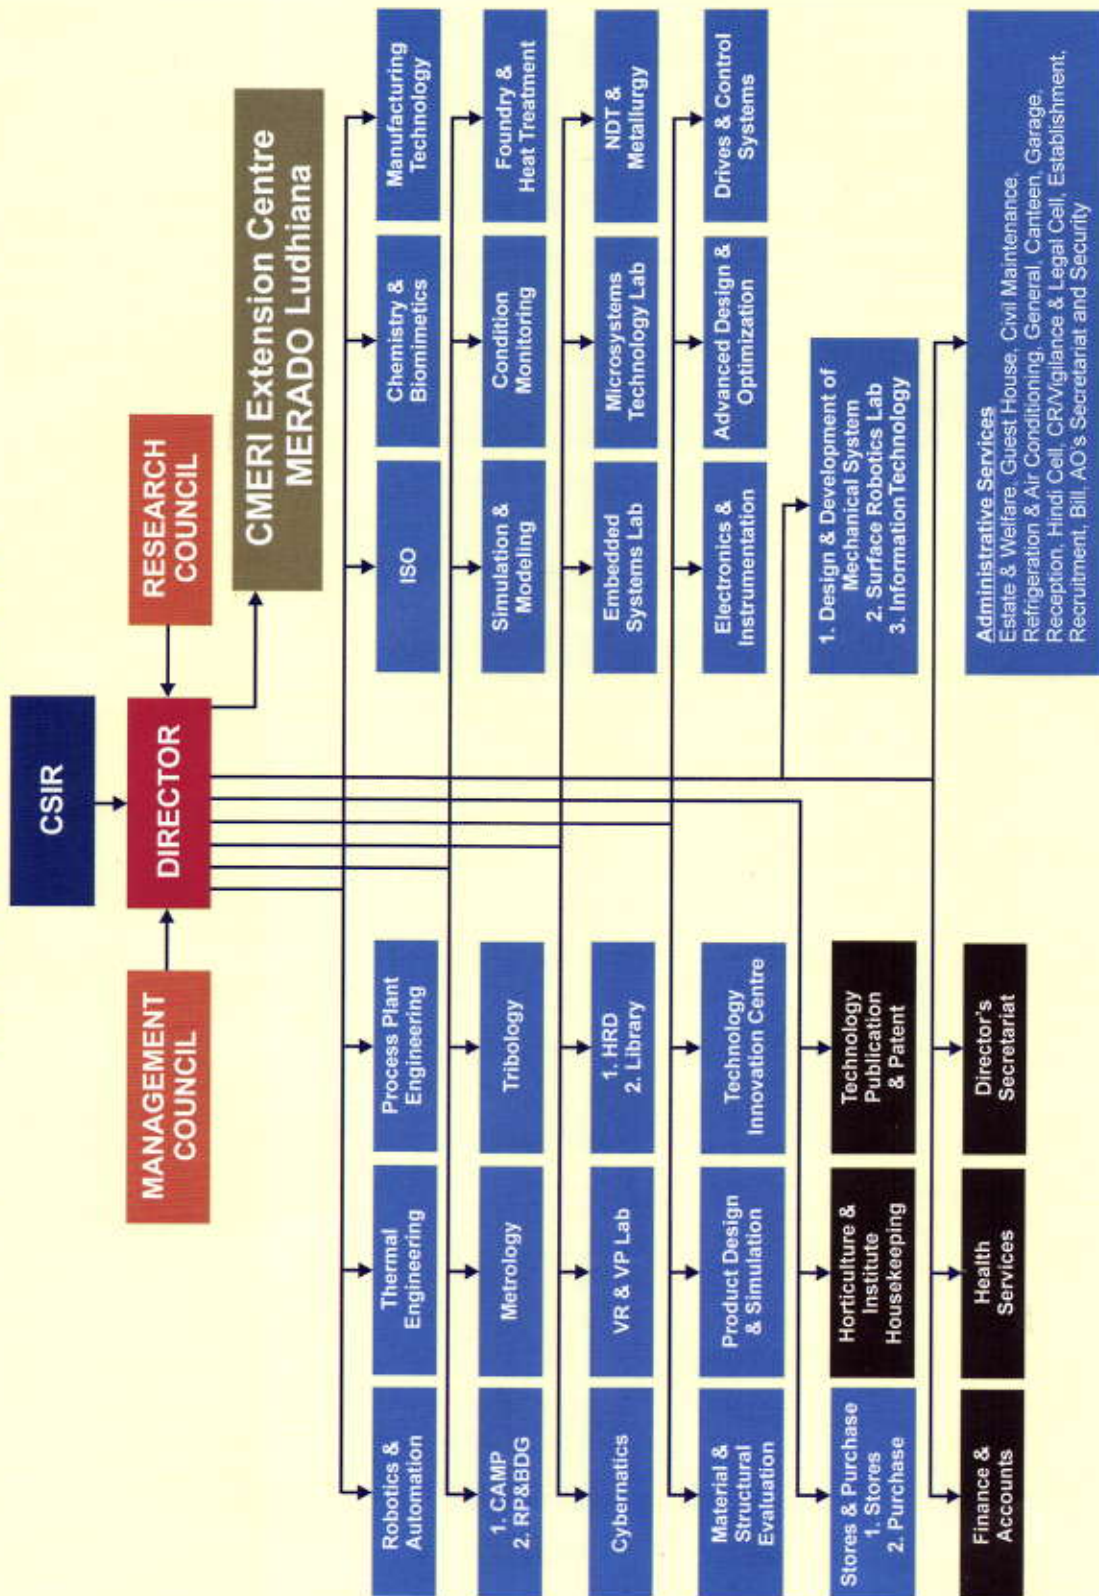 CSIR
MANAGEMENT
COUNCIL
DIRECTOR
RESEARCH
COUNCIL
CMERI Extension Centre
MERADO Ludhiana
Robotics &
Automation
Thermal
Engineering
Process Plant
Engineering
ISO
Chemistry &
Biomimetics
Manufacturing
Technology
1. CAMP
2. RP&BDG
Metrology
Tribology
Simulation &
Modeling
Condition
Monitoring
Foundry &
Heat Treatment
Cybernatics
VR & VP Lab
1. HRD
2. Library
Embedded
Systems Lab
Microsystems
Technology Lab
NDT &
Metallurgy
Material &
Structural
Evaluation
Product Design
& Simulation
Technology
Innovation Centre
Electronics &
Instrumentation
Advanced Design &
Optimization
Drives & Control
Systems
Stores & Purchase
1. Stores
2. Purchase
Horticulture &
Institute
Housekeeping
Technology
Publication
& Patent
1. Design & Development of
Mechanical System
2. Surface Robotics Lab
3. InformationTechnology
Finance &
Accounts
Health
Services
Director's
Secretariat
Administrative Services
Estate & Welfare, Guest House, Civil Maintenance,
Refrigeration & Air Conditioning, General, Canteen, Garage,
Reception, Hindi Cell, CR/Vigilance & Legal Cell, Establishment,
Recruitment, Bill, AO's Secretariat and Security